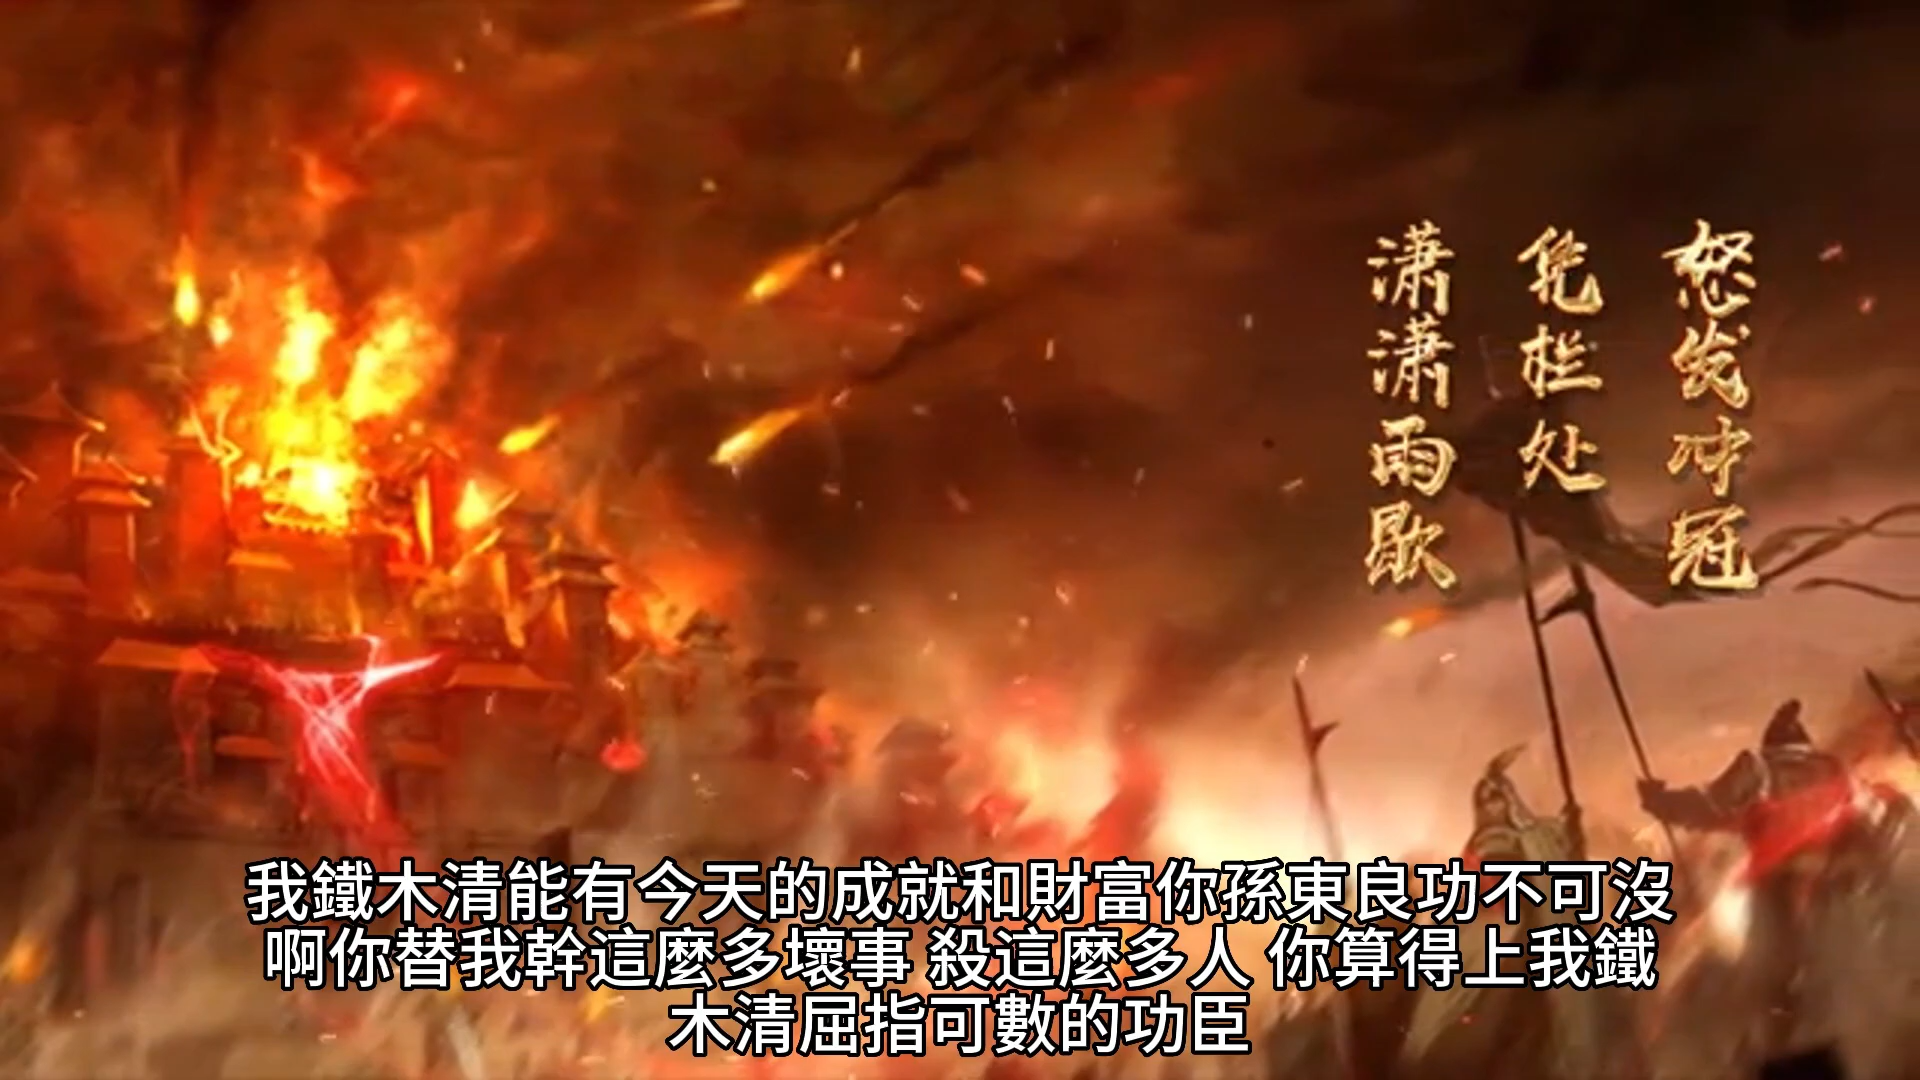 怒发冲冠
凭栏处
潇潇雨歇
我鐵木清能有今天的成就和財富你孫東良功不可沒
啊你替我幹這麼多壞事 殺這麼多人 你算得上我鐵
木清屈指可數的功臣